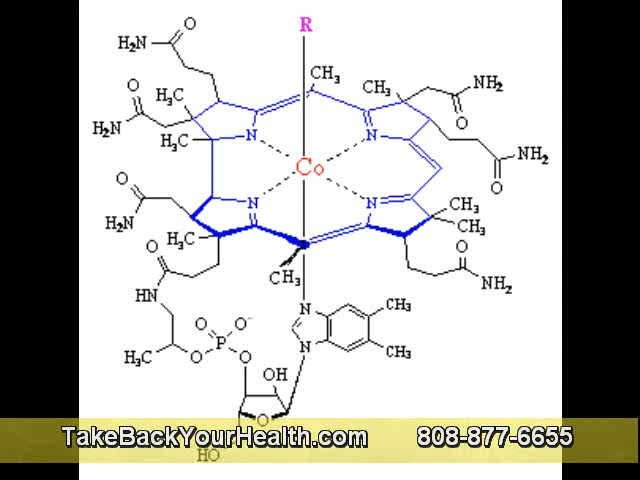 R
O
H₂N
CH₃
CH₃
O
NH₂
O
H₃C
H₂N
H₃C
N
N
O
NH₂
Co
O
H₂N
N
N
CH₃
CH₃
H₃C
O
CH₃
O
NH₂
HN
N
CH₃
O
O⁻
P
N
CH₃
H₃C
O
O
OH
O
HO
TakeBackYourHealth.com 808-877-6655